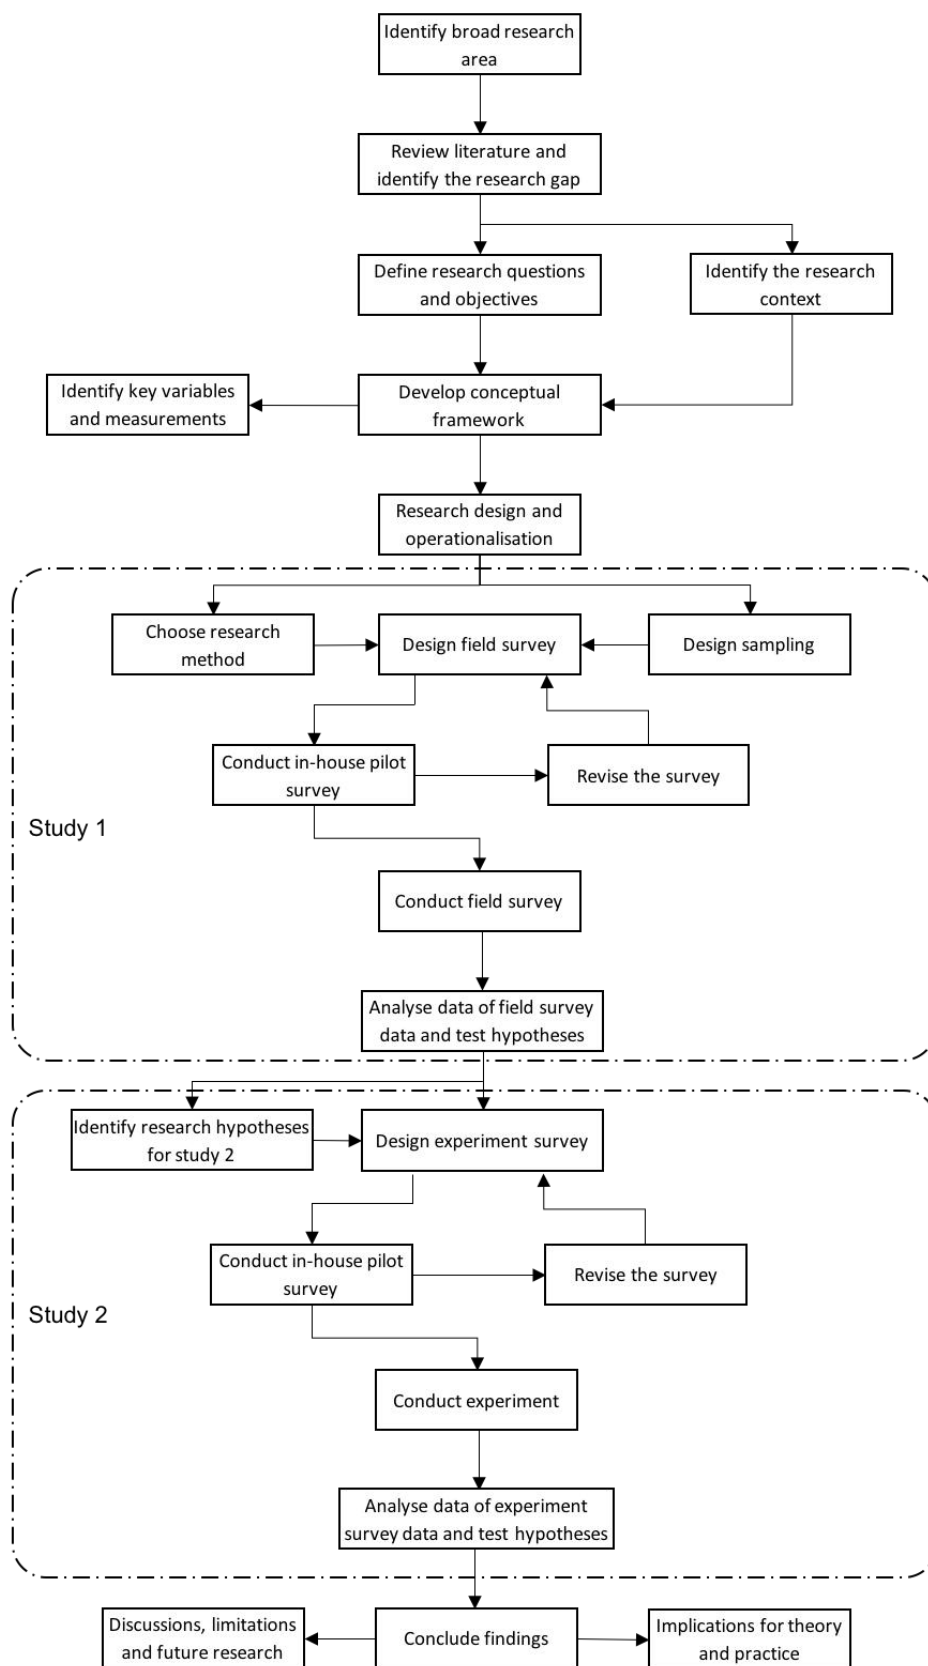 Identify broad research
area
Review literature and
identify the research gap
Define research questions
and objectives
Identify the research
context
Identify key variables
and measurements
Develop conceptual
framework
Research design and
operationalisation
Choose research
method
Design field survey
Design sampling
Conduct in-house pilot
survey
Revise the survey
Study 1
Conduct field survey
Analyse data of field survey
data and test hypotheses
Identify research hypotheses
for study 2
Design experiment survey
Conduct in-house pilot
survey
Revise the survey
Study 2
Conduct experiment
Analyse data of experiment
survey data and test hypotheses
Discussions, limitations
and future research
Conclude findings
Implications for theory
and practice